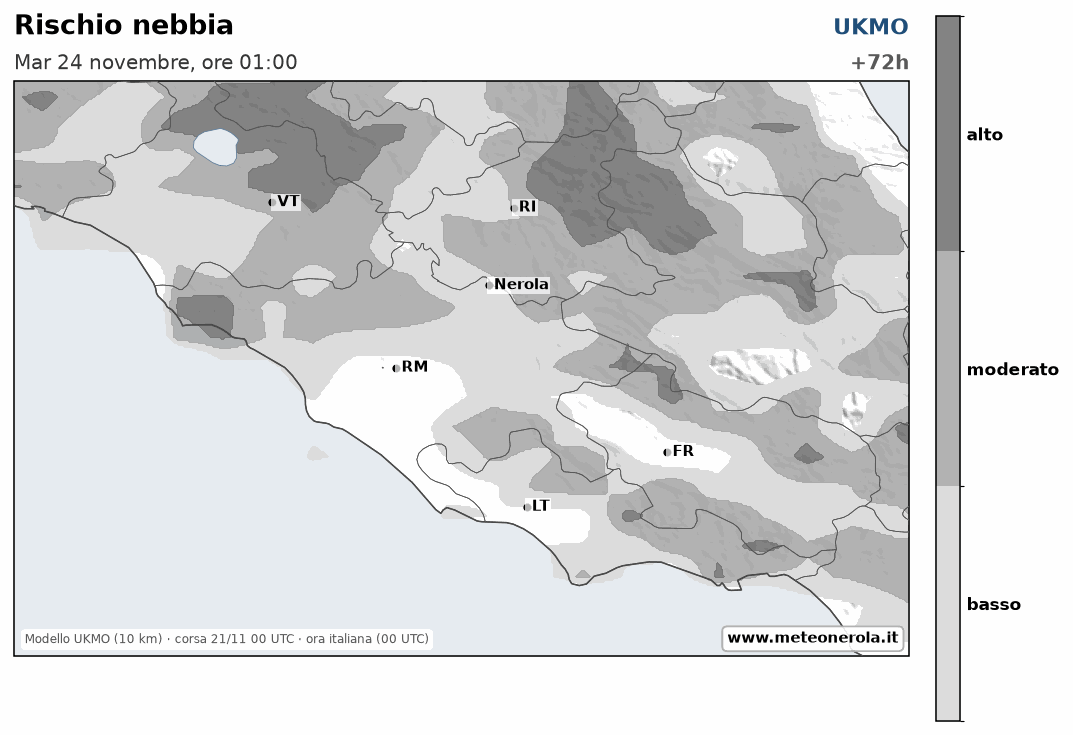 Rischio nebbia
UKMO
Mar 24 novembre, ore 01:00
+72h
alto
VT
RI
Nerola
RM
moderato
FR
LT
basso
Modello UKMO (10 km) · corsa 21/11 00 UTC · ora italiana (00 UTC)
www.meteonerola.it